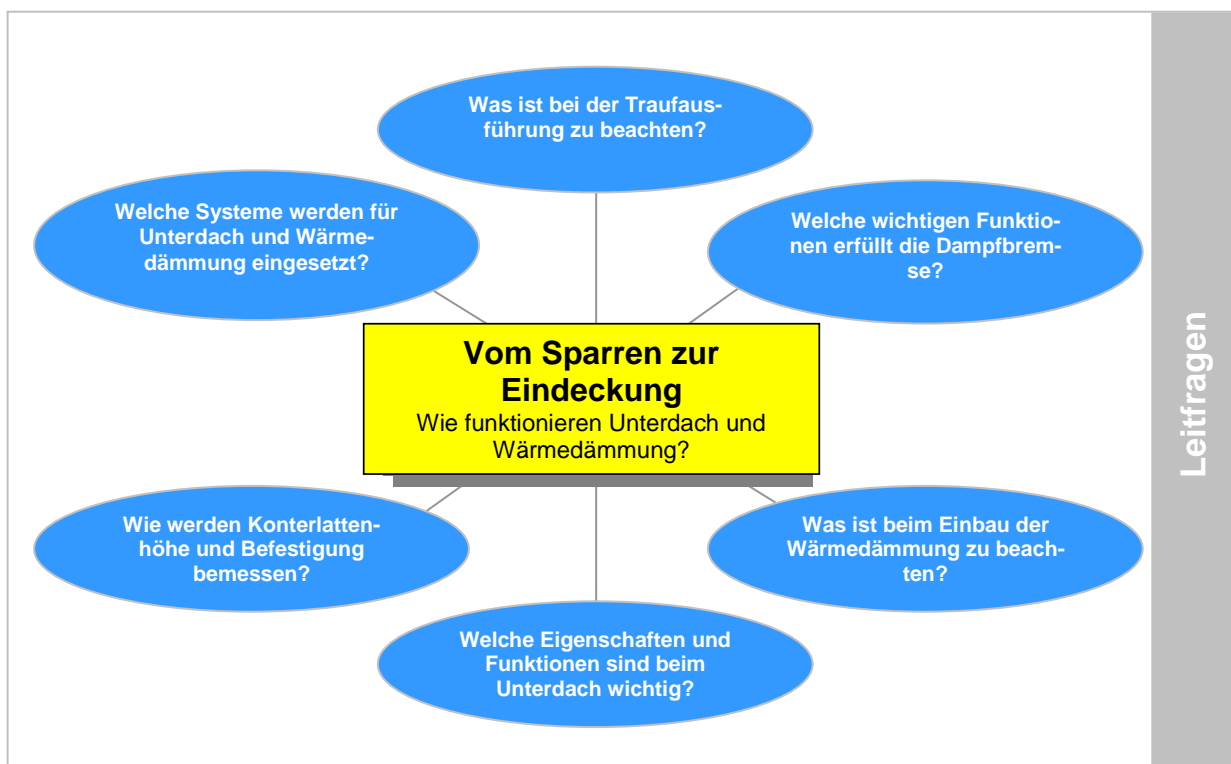 Was ist bei der Traufaus-
führung zu beachten?
Welche Systeme werden für
Unterdach und Wärme-
dämmung eingesetzt?
Welche wichtigen Funktio-
nen erfüllt die Dampfbrem-
se?
Vom Sparren zur
Eindeckung
Wie funktionieren Unterdach und
Wärmedämmung?
Leitfragen
Wie werden Konterlatten-
höhe und Befestigung
bemessen?
Was ist beim Einbau der
Wärmedämmung zu beach-
ten?
Welche Eigenschaften und
Funktionen sind beim
Unterdach wichtig?